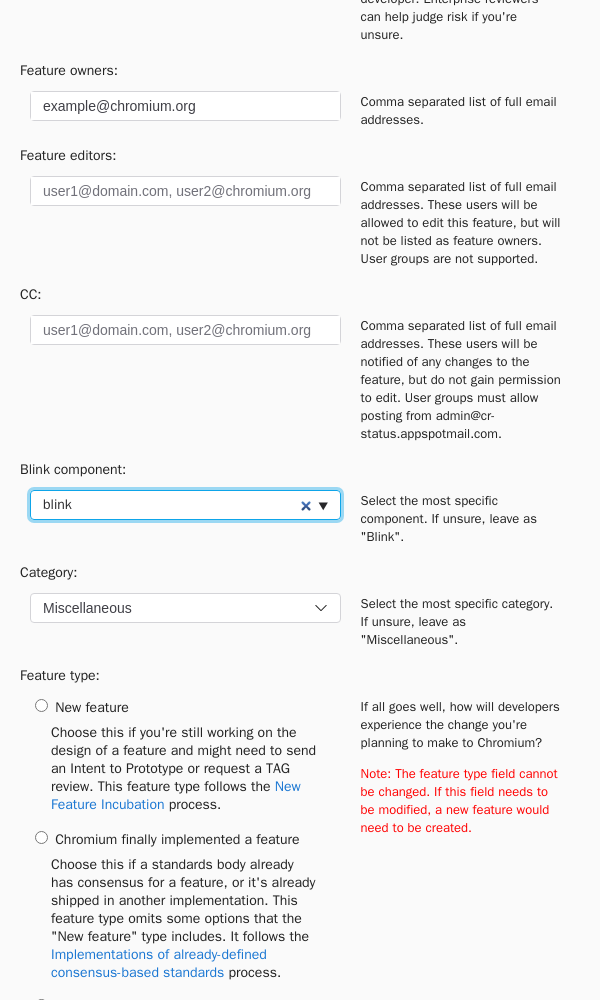 developer. Enterprise reviewers
can help judge risk if you're
unsure.
Feature owners:
example@chromium.org
Comma separated list of full email
addresses.
Feature editors:
user1@domain.com, user2@chromium.org
Comma separated list of full email
addresses. These users will be
allowed to edit this feature, but will
not be listed as feature owners.
User groups are not supported.
CC:
user1@domain.com, user2@chromium.org
Comma separated list of full email
addresses. These users will be
notified of any changes to the
feature, but do not gain permission
to edit. User groups must allow
posting from admin@cr-
status.appspotmail.com.
Blink component:
blink
Select the most specific
component. If unsure, leave as
"Blink".
Category:
Miscellaneous
Select the most specific category.
If unsure, leave as
"Miscellaneous".
Feature type:
New feature
Choose this if you're still working on the
design of a feature and might need to send
an Intent to Prototype or request a TAG
review. This feature type follows the New
Feature Incubation process.
Chromium finally implemented a feature
Choose this if a standards body already
has consensus for a feature, or it's already
shipped in another implementation. This
feature type omits some options that the
"New feature" type includes. It follows the
Implementations of already-defined
consensus-based standards process.
If all goes well, how will developers
experience the change you're
planning to make to Chromium?
Note: The feature type field cannot
be changed. If this field needs to
be modified, a new feature would
need to be created.